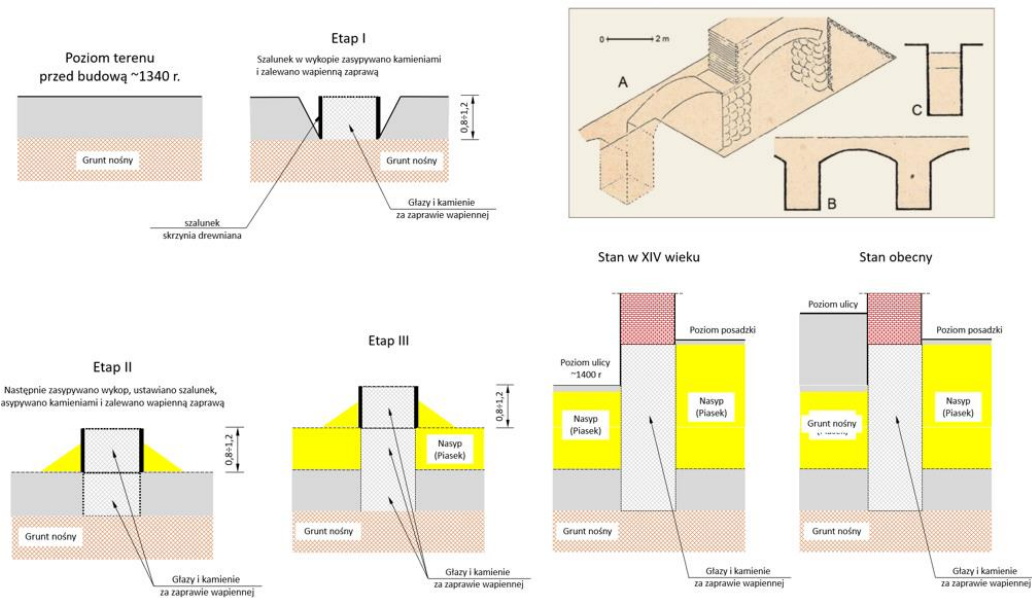 Poziom terenu
przed budową ~1340 r.
Grunt nośny
Etap I
Szalunek w wykopie zasypywano kamieniami
i zalewano wapienną zaprawą
0,8÷1,2
Grunt nośny
szalunek
skrzynia drewniana
Głazy i kamienie
za zaprawie wapiennej
0 2 m
A
C
B
Etap II
Następnie zasypywano wykop, ustawiano szalunek,
asypywano kamieniami i zalewano wapienną zaprawą
0,8÷1,2
Grunt nośny
Głazy i kamienie
za zaprawie wapiennej
Etap III
0,8÷1,2
Nasyp
(Piasek)
Grunt nośny
Głazy i kamienie
za zaprawie wapiennej
Stan w XIV wieku
Poziom posadzki
Poziom ulicy
~1400 r
Nasyp
(Piasek)
Nasyp
(Piasek)
Grunt nośny
Głazy i kamienie
za zaprawie wapiennej
Stan obecny
Poziom ulicy
Poziom posadzki
Nasyp
(Piasek)
Grunt nośny
Grunt nośny
Głazy i kamienie
za zaprawie wapiennej